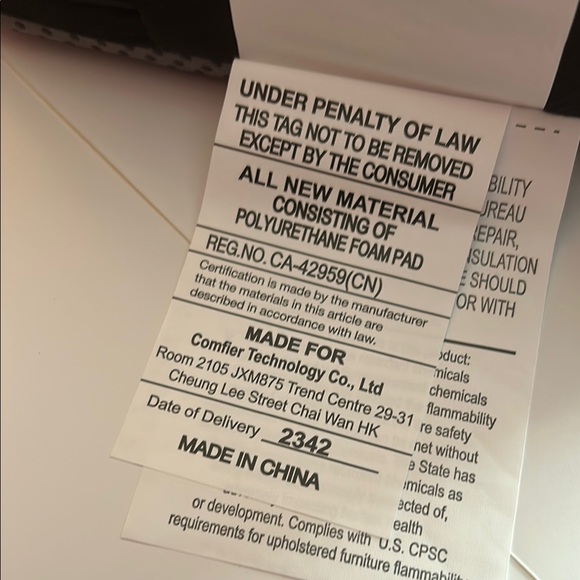 UNDER PENALTY OF LAW
THIS TAG NOT TO BE REMOVED
EXCEPT BY THE CONSUMER
ALL NEW MATERIAL
CONSISTING OF
POLYURETHANE FOAM PAD
REG.NO. CA-42959(CN)
Certification is made by the manufacturer
that the materials in this article are
described in accordance with law.
MADE FOR
Comfier Technology Co., Ltd
Room 2105 JXM875 Trend Centre 29-31
Cheung Lee Street Chai Wan HK
Date of Delivery 2342
MADE IN CHINA
BILITY
UREAU
EPAIR,
SULATION
SHOULD
OR WITH
duct:
micals
chemicals
flammability
re safety
net without
e State has
micals as
ected of,
ealth
or development. Complies with U.S. CPSC
requirements for upholstered furniture flammability